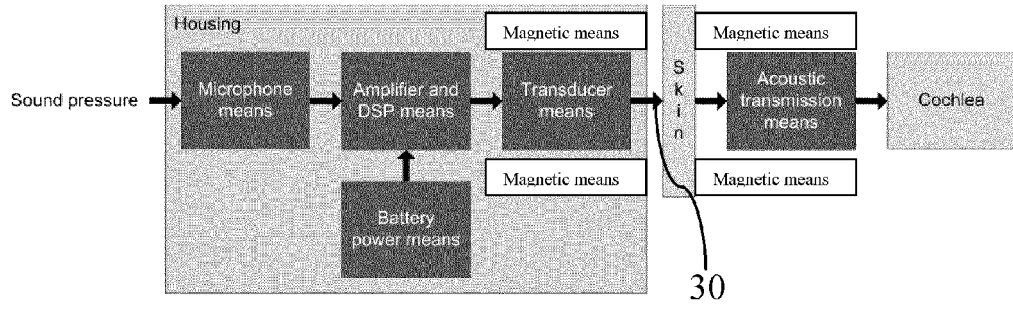 Housing
Magnetic means
Magnetic means
Sound pressure
Microphone
means
Amplifier and
DSP means
Transducer
means
S
k
i
n
Acoustic
transmission
means
Cochlea
Magnetic means
Magnetic means
Battery
power means
30